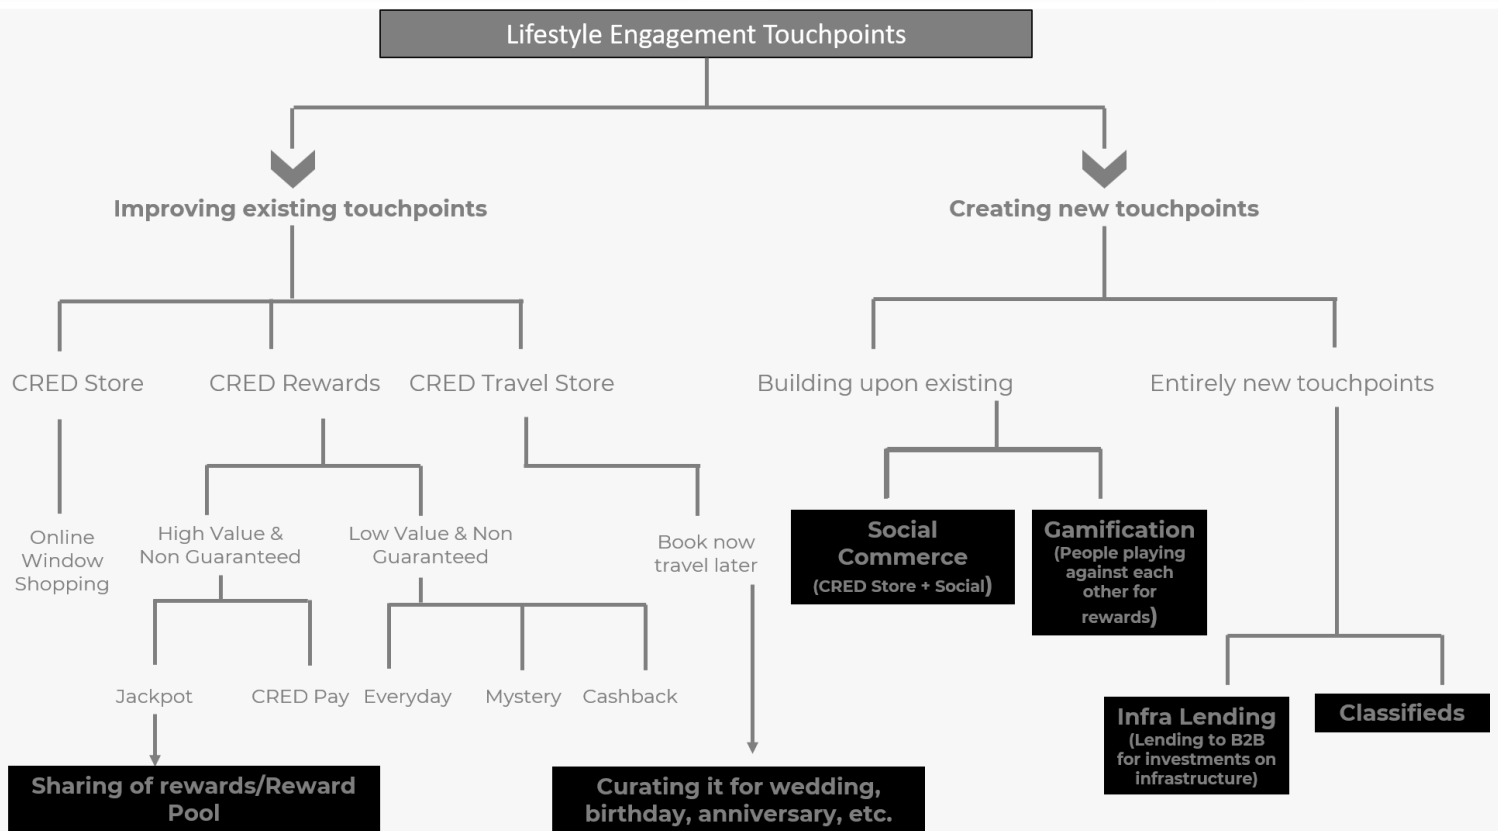 Lifestyle Engagement Touchpoints
Improving existing touchpoints
Creating new touchpoints
CRED Store
CRED Rewards
CRED Travel Store
Building upon existing
Entirely new touchpoints
Online
Window
Shopping
High Value &
Non Guaranteed
Low Value & Non
Guaranteed
Book now
travel later
Social
Commerce
(CRED Store + Social)
Gamification
(People playing
against each
other for
rewards)
Jackpot
CRED Pay
Everyday
Mystery
Cashback
Infra Lending
(Lending to B2B
for investments on
infrastructure)
Classifieds
Sharing of rewards/Reward
Pool
Curating it for wedding,
birthday, anniversary, etc.